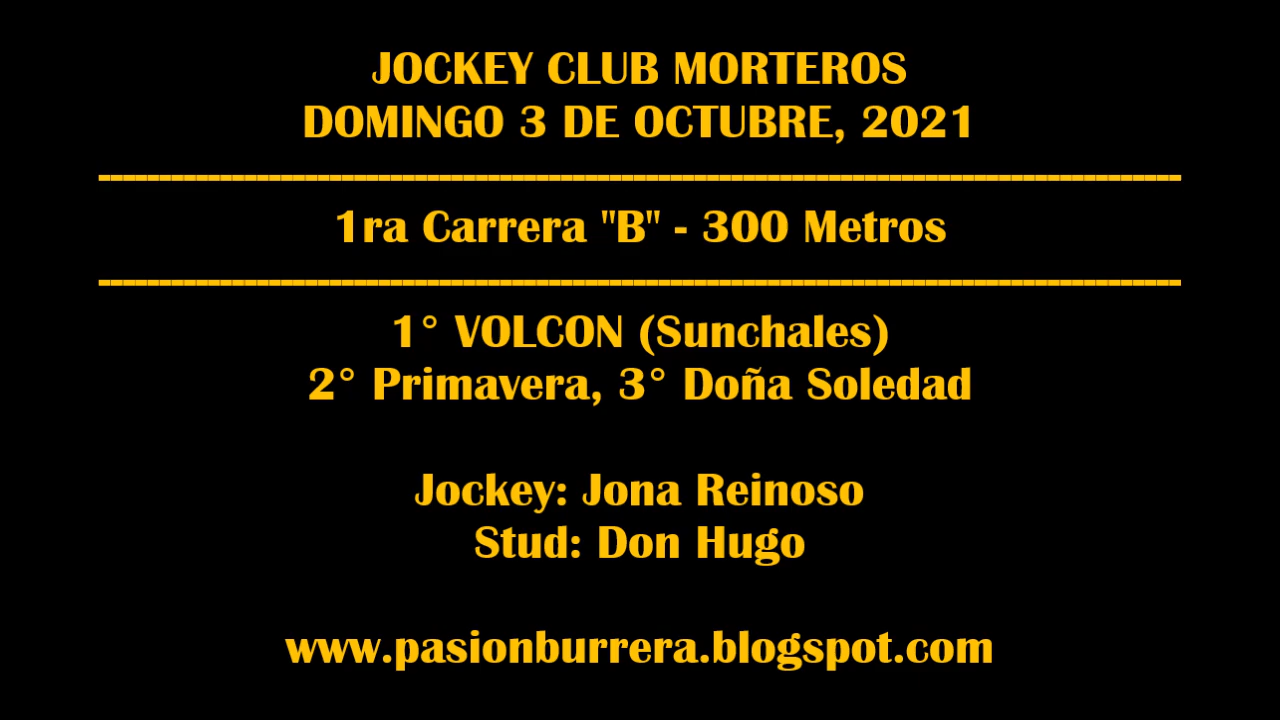 JOCKEY CLUB MORTEROS
DOMINGO 3 DE OCTUBRE, 2021
1ra Carrera "B" - 300 Metros
1° VOLCON (Sunchales)
2° Primavera, 3° Doña Soledad
Jockey: Jona Reinoso
Stud: Don Hugo
www.pasionburrera.blogspot.com